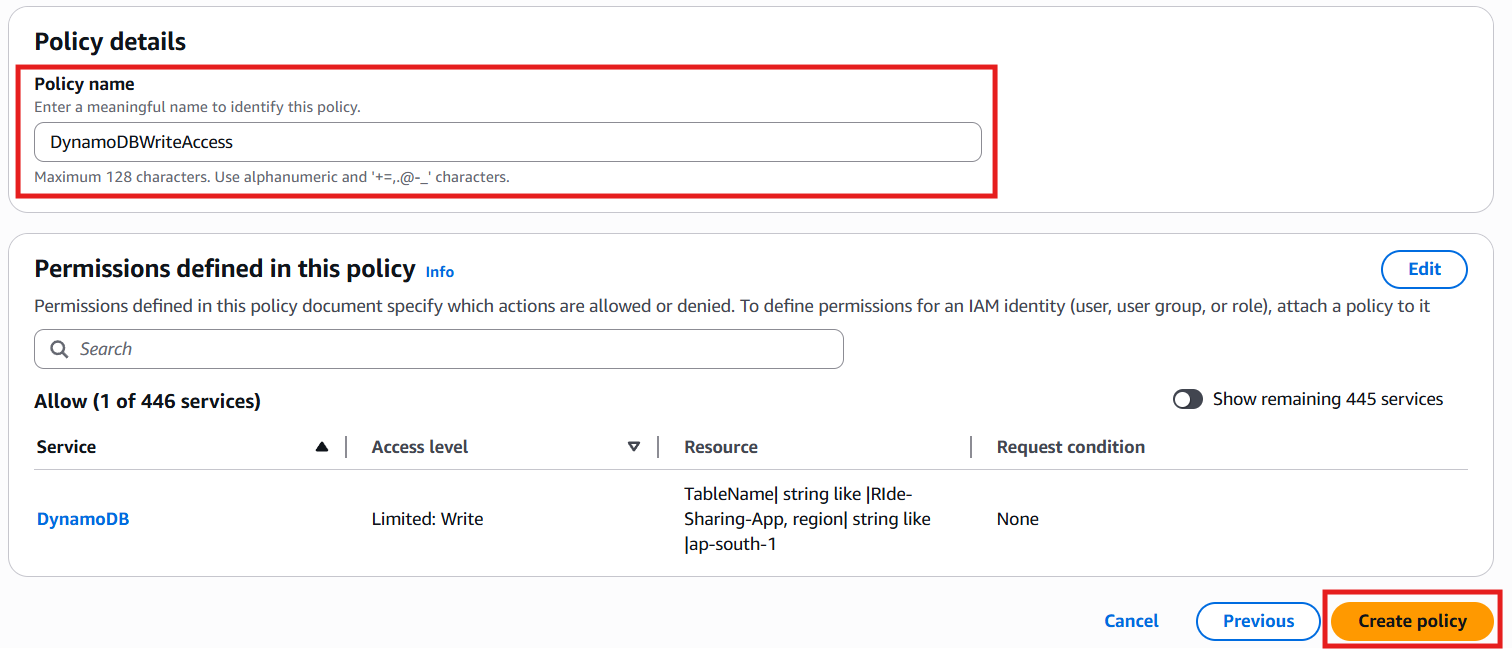 Policy details
Policy name
Enter a meaningful name to identify this policy.
DynamoDBWriteAccess
Maximum 128 characters. Use alphanumeric and '+=,.@-_' characters.
Permissions defined in this policy Info
Edit
Permissions defined in this policy document specify which actions are allowed or denied. To define permissions for an IAM identity (user, user group, or role), attach a policy to it
Search
Allow (1 of 446 services)
Show remaining 445 services
Service Access level Resource Request condition
DynamoDB
Limited: Write
TableName| string like |RIde-
Sharing-App, region| string like
|ap-south-1
None
Cancel Previous Create policy